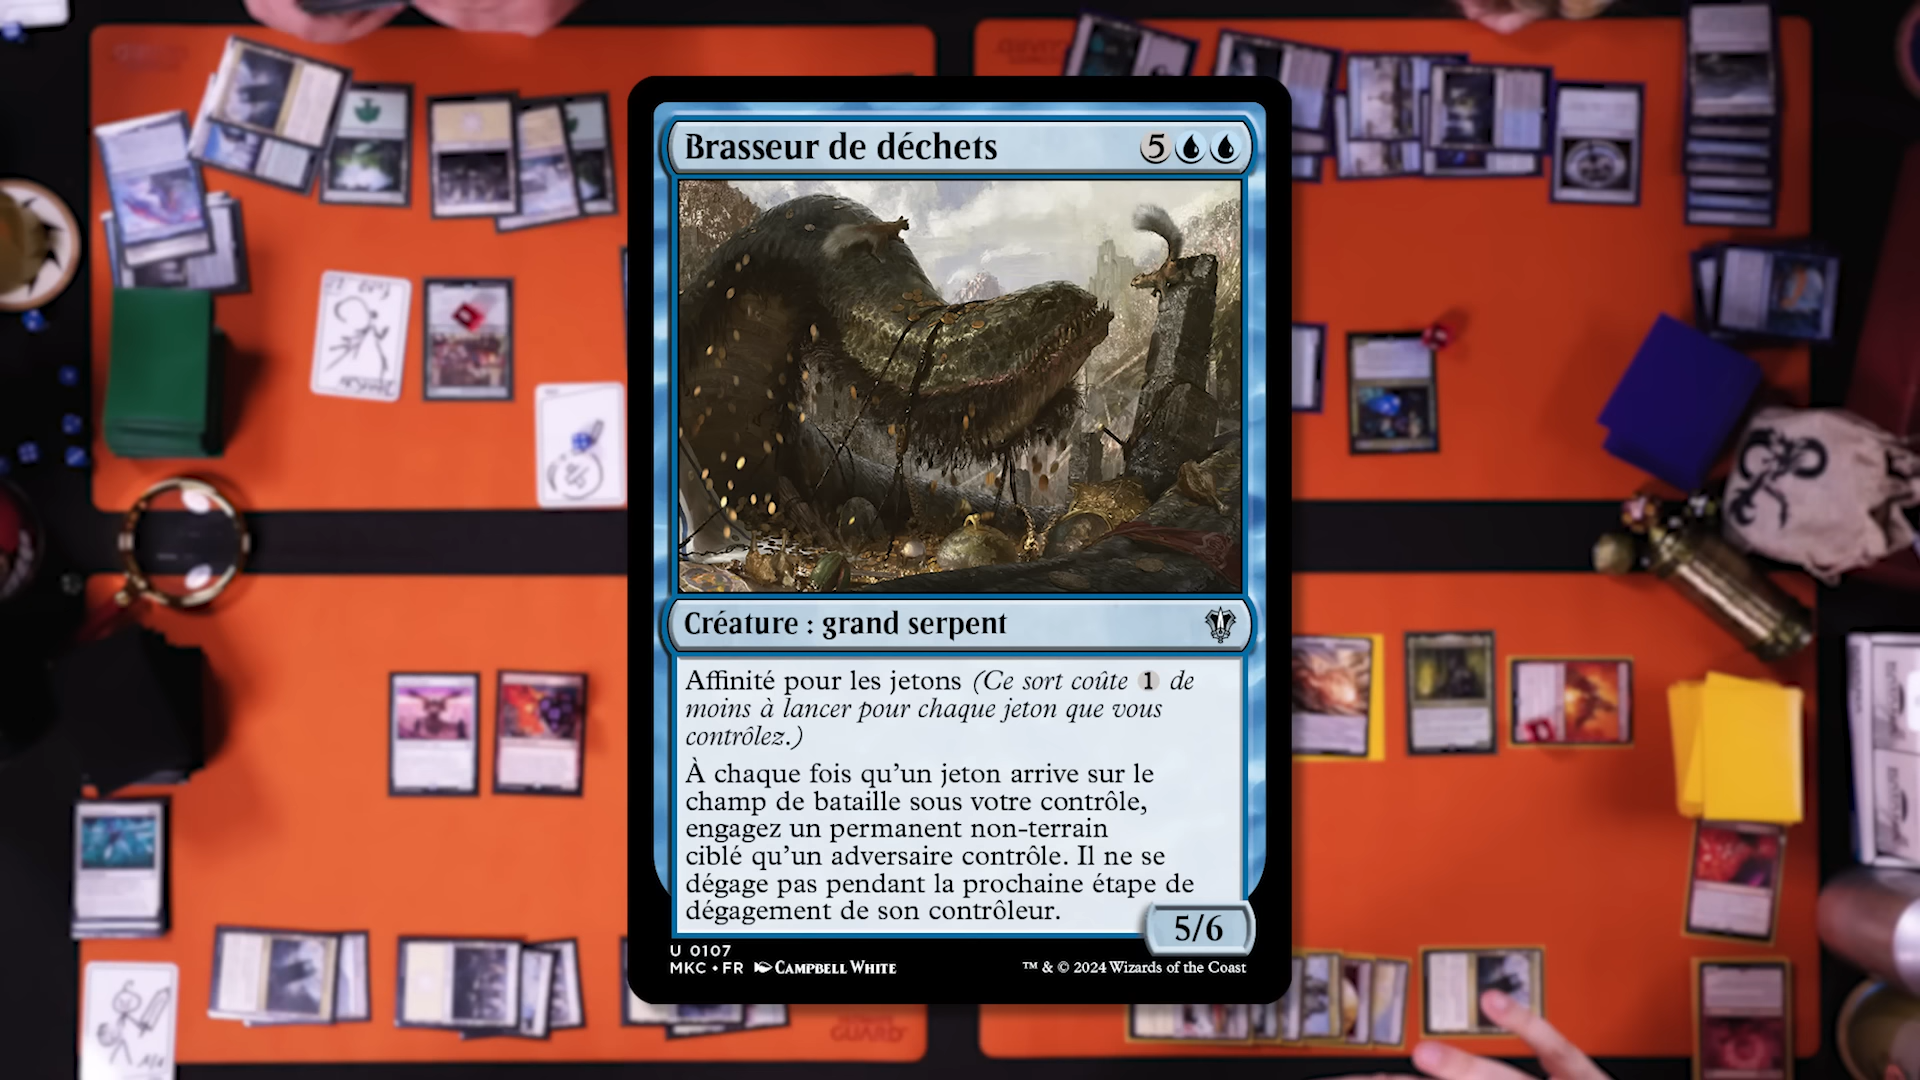 Brasseur de déchets
5
Créature : grand serpent
Affinité pour les jetons (Ce sort coûte 1 de
moins à lancer pour chaque jeton que vous
contrôlez.)
À chaque fois qu'un jeton arrive sur le
champ de bataille sous votre contrôle,
engagez un permanent non-terrain
ciblé qu'un adversaire contrôle. Il ne se
dégage pas pendant la prochaine étape de
dégagement de son contrôleur.
5/6
U 0107
MKC • FR CAMPBELL WHITE
™ & © 2024 Wizards of the Coast
GUARD